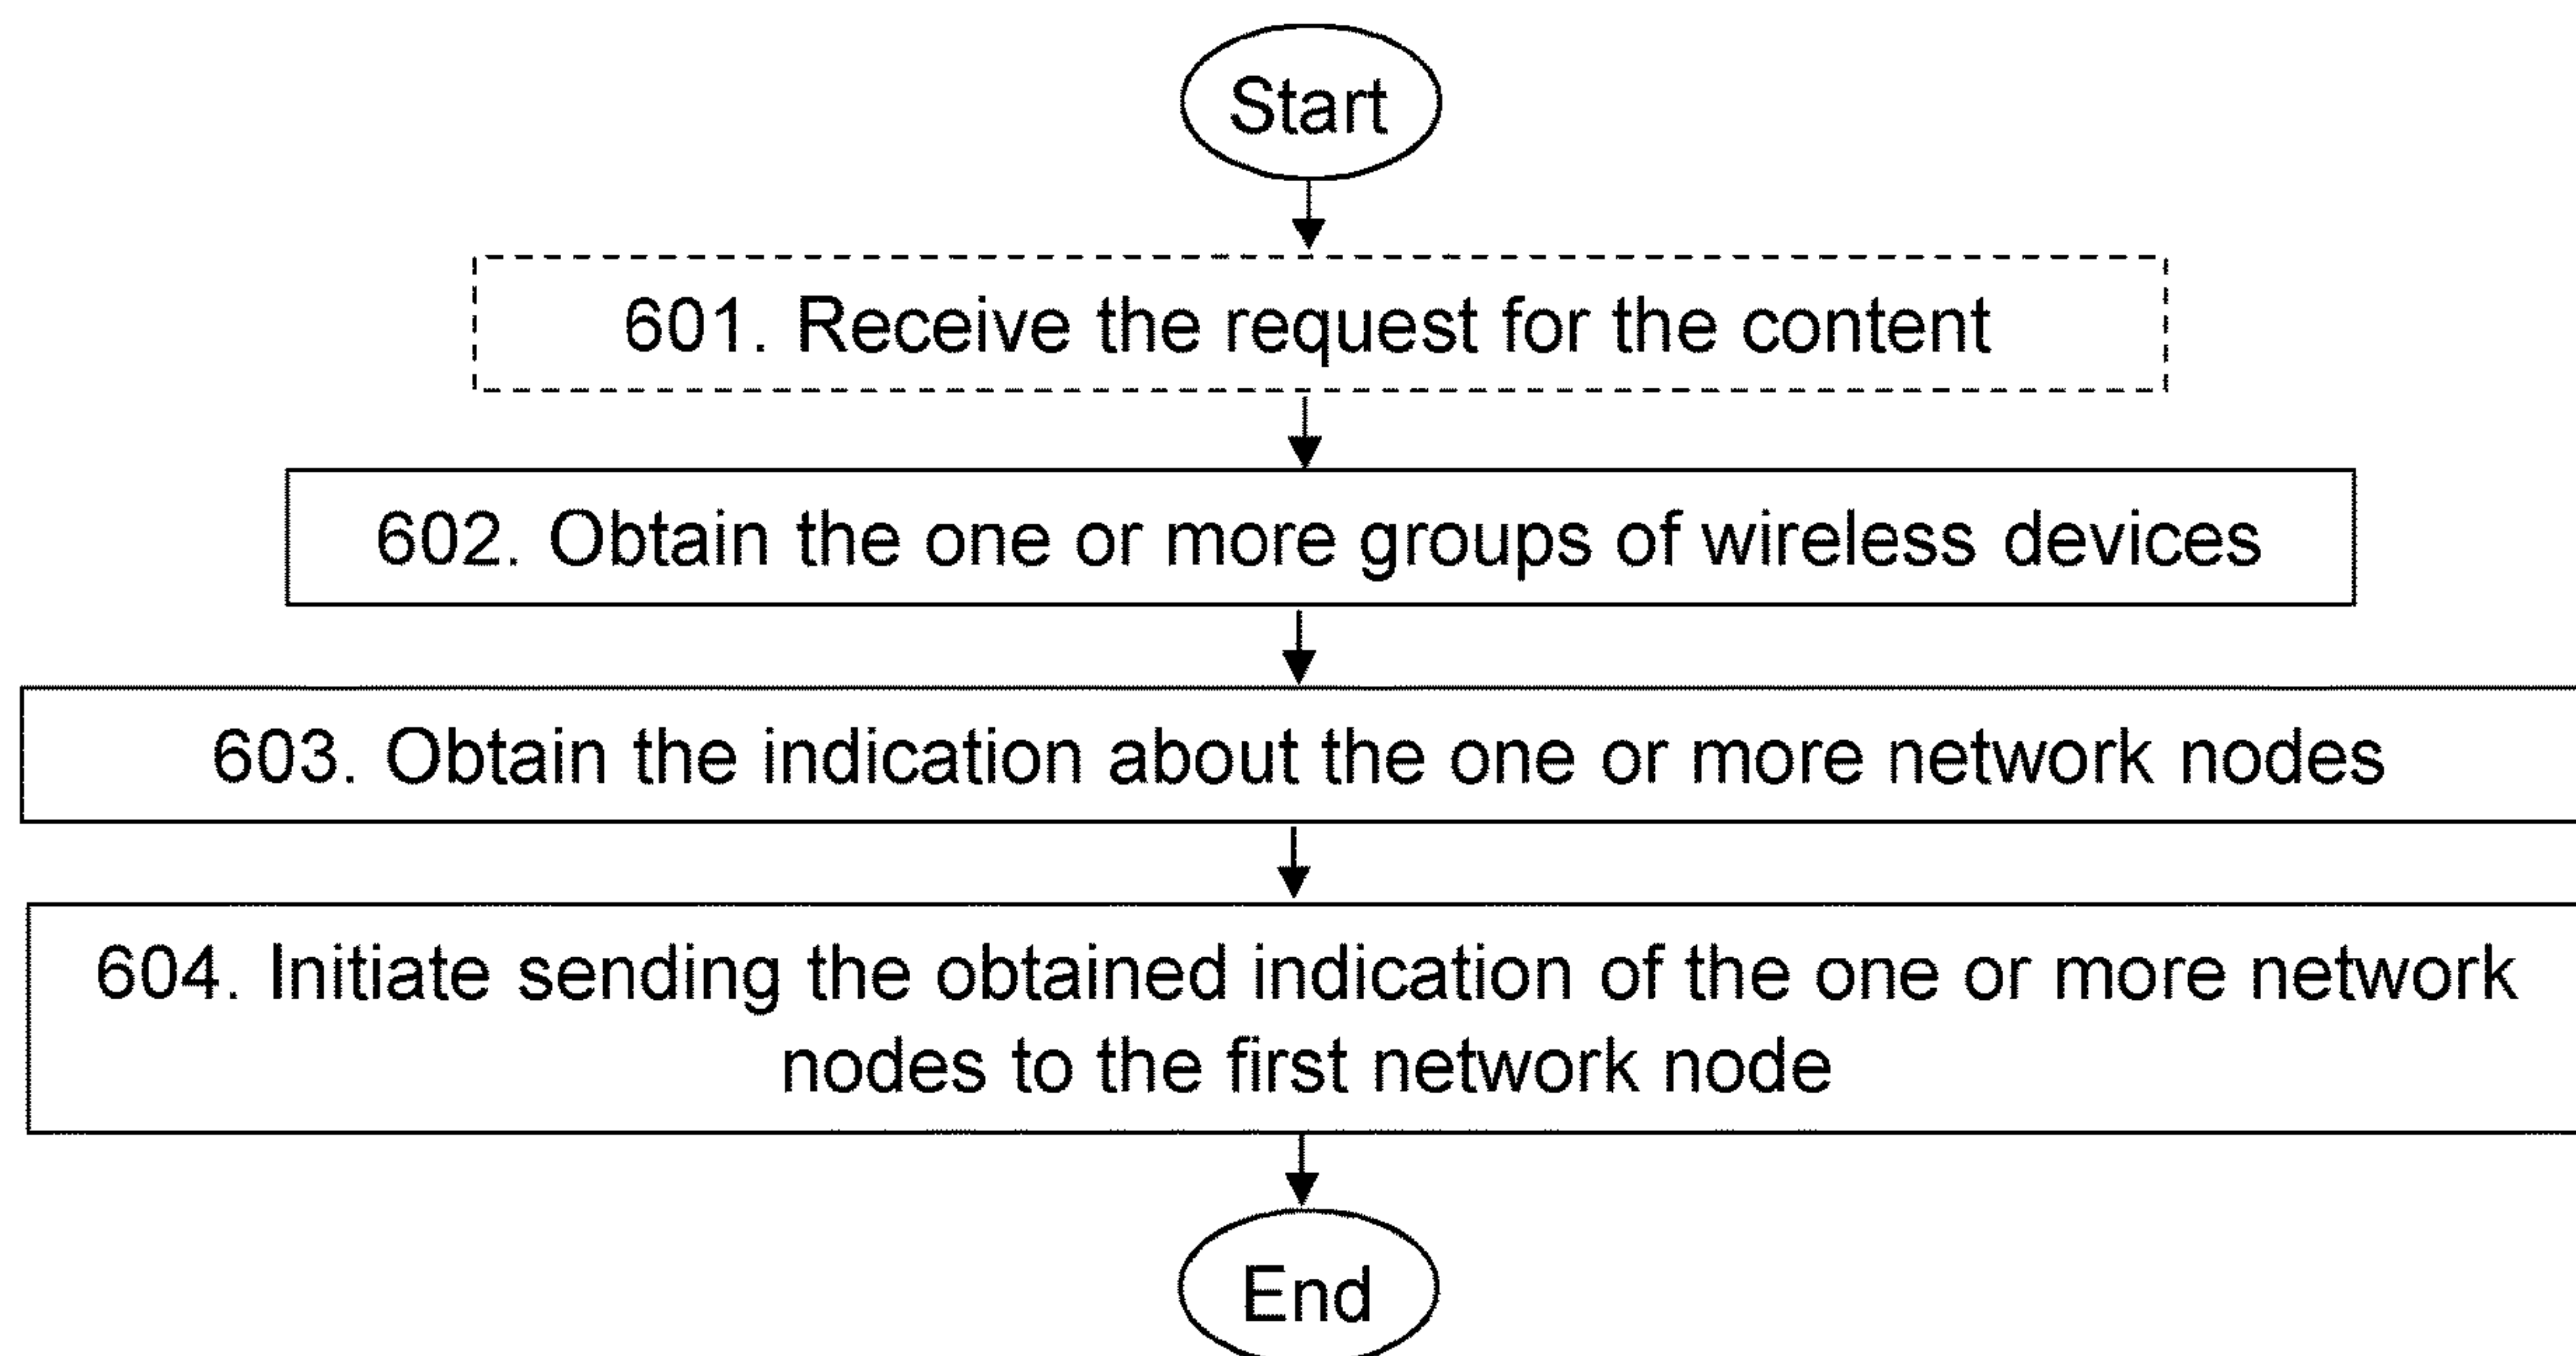 Start
601. Receive the request for the content
602. Obtain the one or more groups of wireless devices
603. Obtain the indication about the one or more network nodes
604. Initiate sending the obtained indication of the one or more network
nodes to the first network node
End